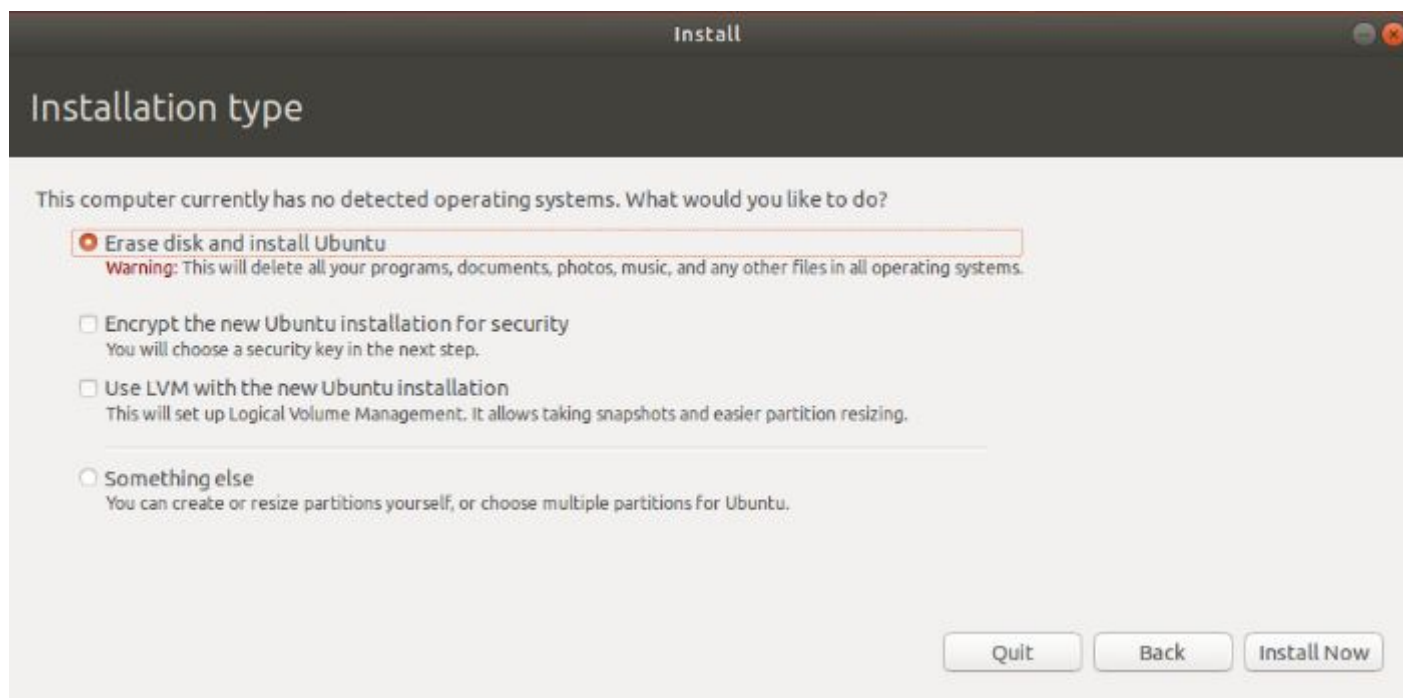 Install
Installation type
This computer currently has no detected operating systems. What would you like to do?
Erase disk and install Ubuntu
Warning: This will delete all your programs, documents, photos, music, and any other files in all operating systems.
Encrypt the new Ubuntu installation for security
You will choose a security key in the next step.
Use LVM with the new Ubuntu installation
This will set up Logical Volume Management. It allows taking snapshots and easier partition resizing.
Something else
You can create or resize partitions yourself, or choose multiple partitions for Ubuntu.
Quit Back Install Now